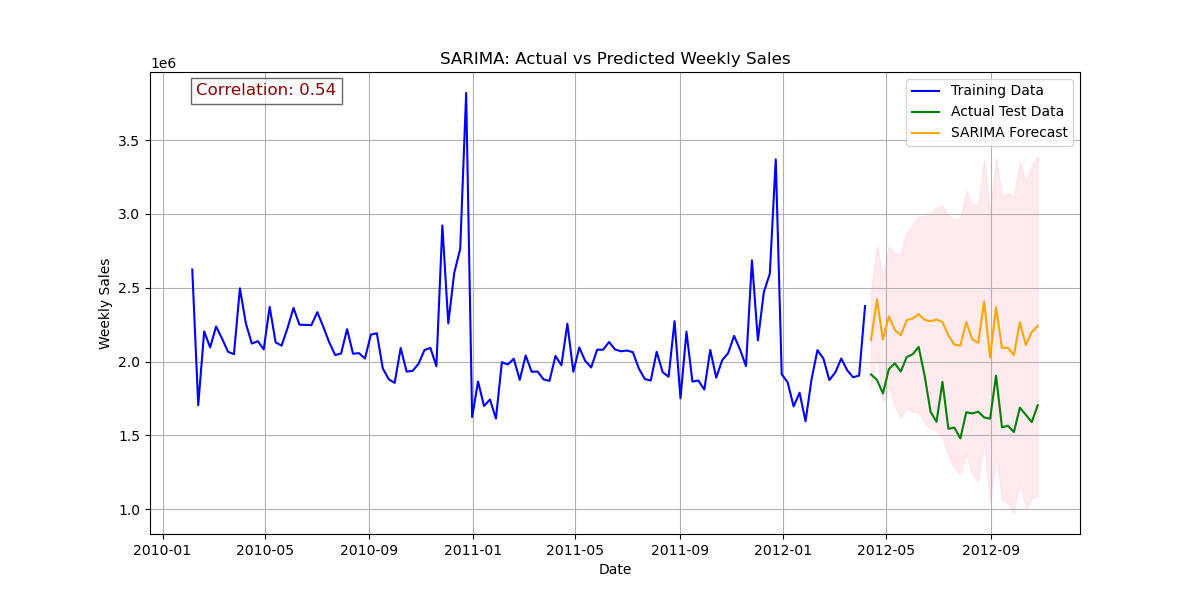 SARIMA: Actual vs Predicted Weekly Sales
1e6
Correlation: 0.54
Training Data
Actual Test Data
SARIMA Forecast
3.5
3.0
2.5
2.0
1.5
1.0
Weekly Sales
2010-01 2010-05 2010-09 2011-01 2011-05 2011-09 2012-01 2012-05 2012-09
Date